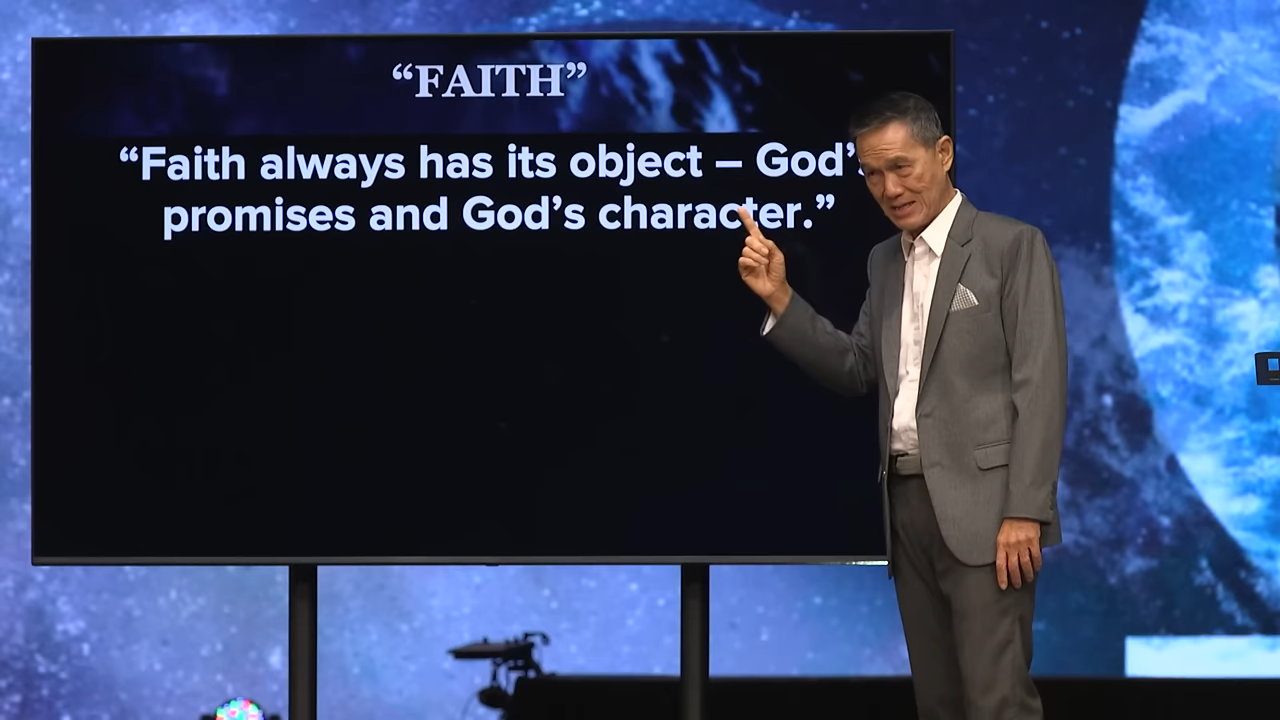 “FAITH”
“Faith always has its object – God’s
promises and God’s character.”